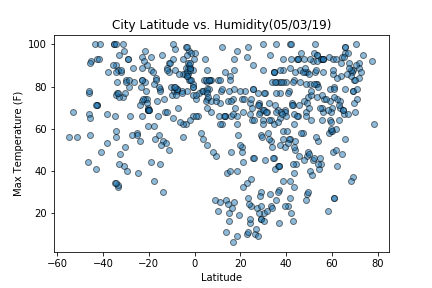 City Latitude vs. Humidity(05/03/19)
100
80
60
40
20
Max Temperature (F)
−60 −40 −20 0 20 40 60 80
Latitude